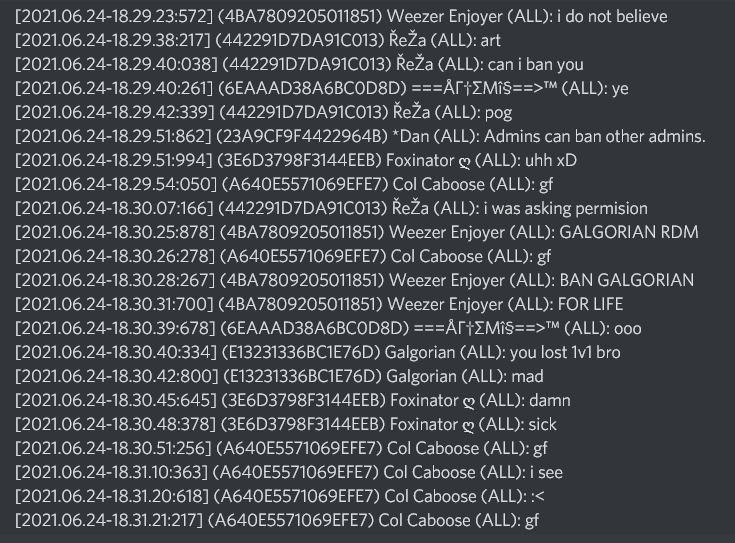 [2021.06.24-18.29.23:572] (4BA7809205011851) Weezer Enjoyer (ALL): i do not believe
[2021.06.24-18.29.38:217] (442291D7DA91C013) ŘeŽa (ALL): art
[2021.06.24-18.29.40:038] (442291D7DA91C013) ŘeŽa (ALL): can i ban you
[2021.06.24-18.29.40:261] (6EAAAD38A6BC0D8D) ===ÅΓ†ΣMî§==>™ (ALL): ye
[2021.06.24-18.29.42:339] (442291D7DA91C013) ŘeŽa (ALL): pog
[2021.06.24-18.29.51:862] (23A9CF9F4422964B) *Dan (ALL): Admins can ban other admins.
[2021.06.24-18.29.51:994] (3E6D3798F3144EEB) Foxinator ღ (ALL): uhh xD
[2021.06.24-18.29.54:050] (A640E5571069EFE7) Col Caboose (ALL): gf
[2021.06.24-18.30.07:166] (442291D7DA91C013) ŘeŽa (ALL): i was asking permision
[2021.06.24-18.30.25:878] (4BA7809205011851) Weezer Enjoyer (ALL): GALGORIAN RDM
[2021.06.24-18.30.26:278] (A640E5571069EFE7) Col Caboose (ALL): gf
[2021.06.24-18.30.28:267] (4BA7809205011851) Weezer Enjoyer (ALL): BAN GALGORIAN
[2021.06.24-18.30.31:700] (4BA7809205011851) Weezer Enjoyer (ALL): FOR LIFE
[2021.06.24-18.30.39:678] (6EAAAD38A6BC0D8D) ===ÅΓ†ΣMî§==>™ (ALL): ooo
[2021.06.24-18.30.40:334] (E13231336BC1E76D) Galgorian (ALL): you lost 1v1 bro
[2021.06.24-18.30.42:800] (E13231336BC1E76D) Galgorian (ALL): mad
[2021.06.24-18.30.45:645] (3E6D3798F3144EEB) Foxinator ღ (ALL): damn
[2021.06.24-18.30.48:378] (3E6D3798F3144EEB) Foxinator ღ (ALL): sick
[2021.06.24-18.30.51:256] (A640E5571069EFE7) Col Caboose (ALL): gf
[2021.06.24-18.31.10:363] (A640E5571069EFE7) Col Caboose (ALL): i see
[2021.06.24-18.31.20:618] (A640E5571069EFE7) Col Caboose (ALL): :<
[2021.06.24-18.31.21:217] (A640E5571069EFE7) Col Caboose (ALL): gf